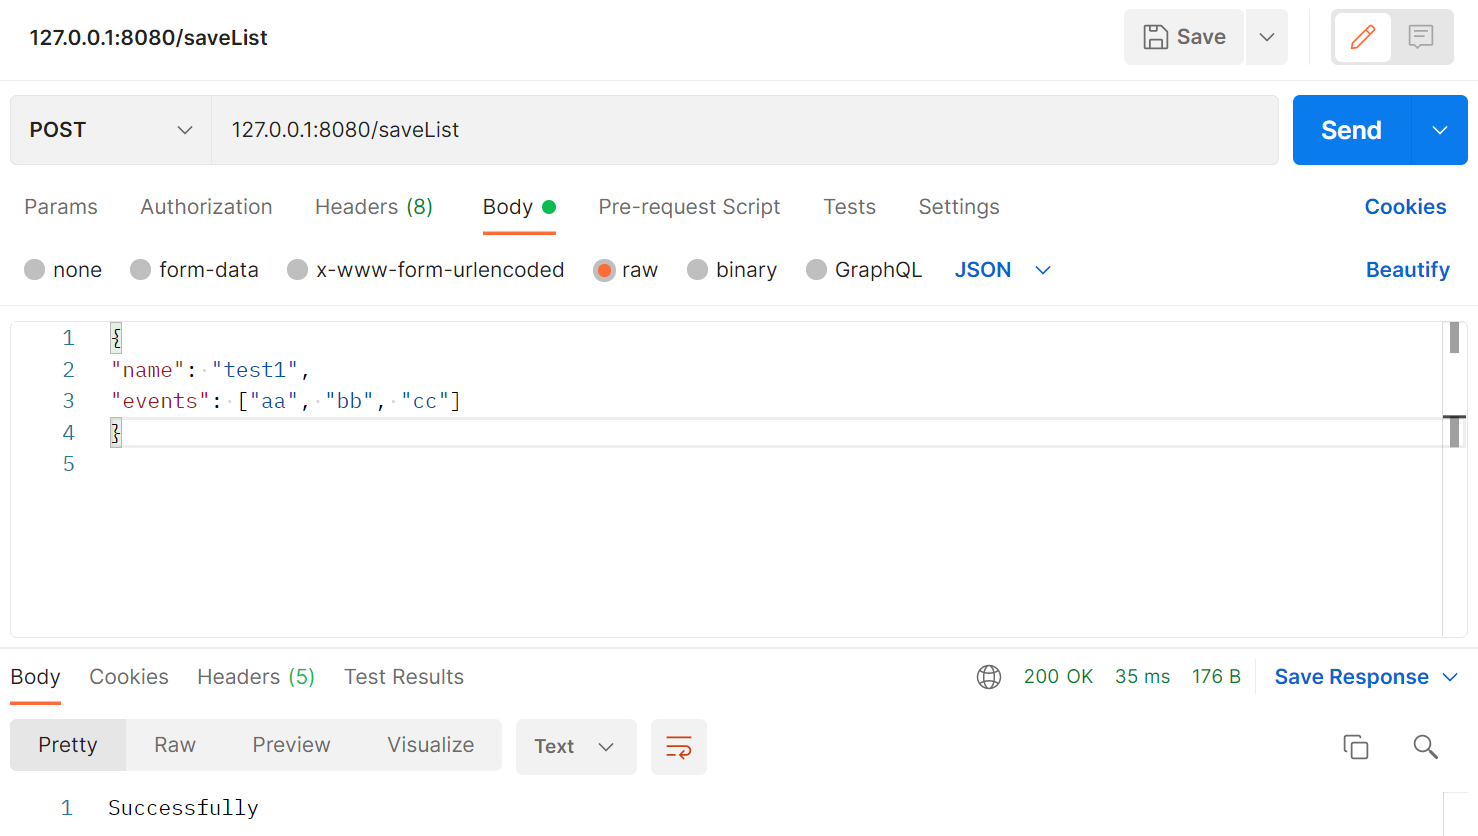 127.0.0.1:8080/saveList Save
POST 127.0.0.1:8080/saveList Send
Params Authorization Headers (8) Body Pre-request Script Tests Settings Cookies
none form-data x-www-form-urlencoded raw binary GraphQL JSON Beautify
1 {
2 "name": "test1",
3 "events": ["aa", "bb", "cc"]
4 }
5
Body Cookies Headers (5) Test Results 200 OK 35 ms 176 B Save Response
Pretty Raw Preview Visualize Text
1 Successfully